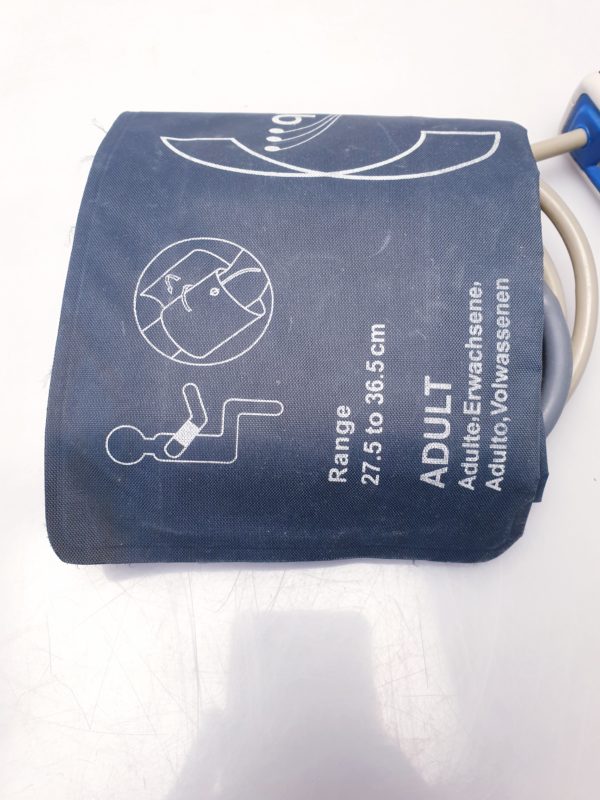 Range
27.5 to 36.5 cm
ADULT
Adulte, Erwachsene,
Adulto, Volwassenen